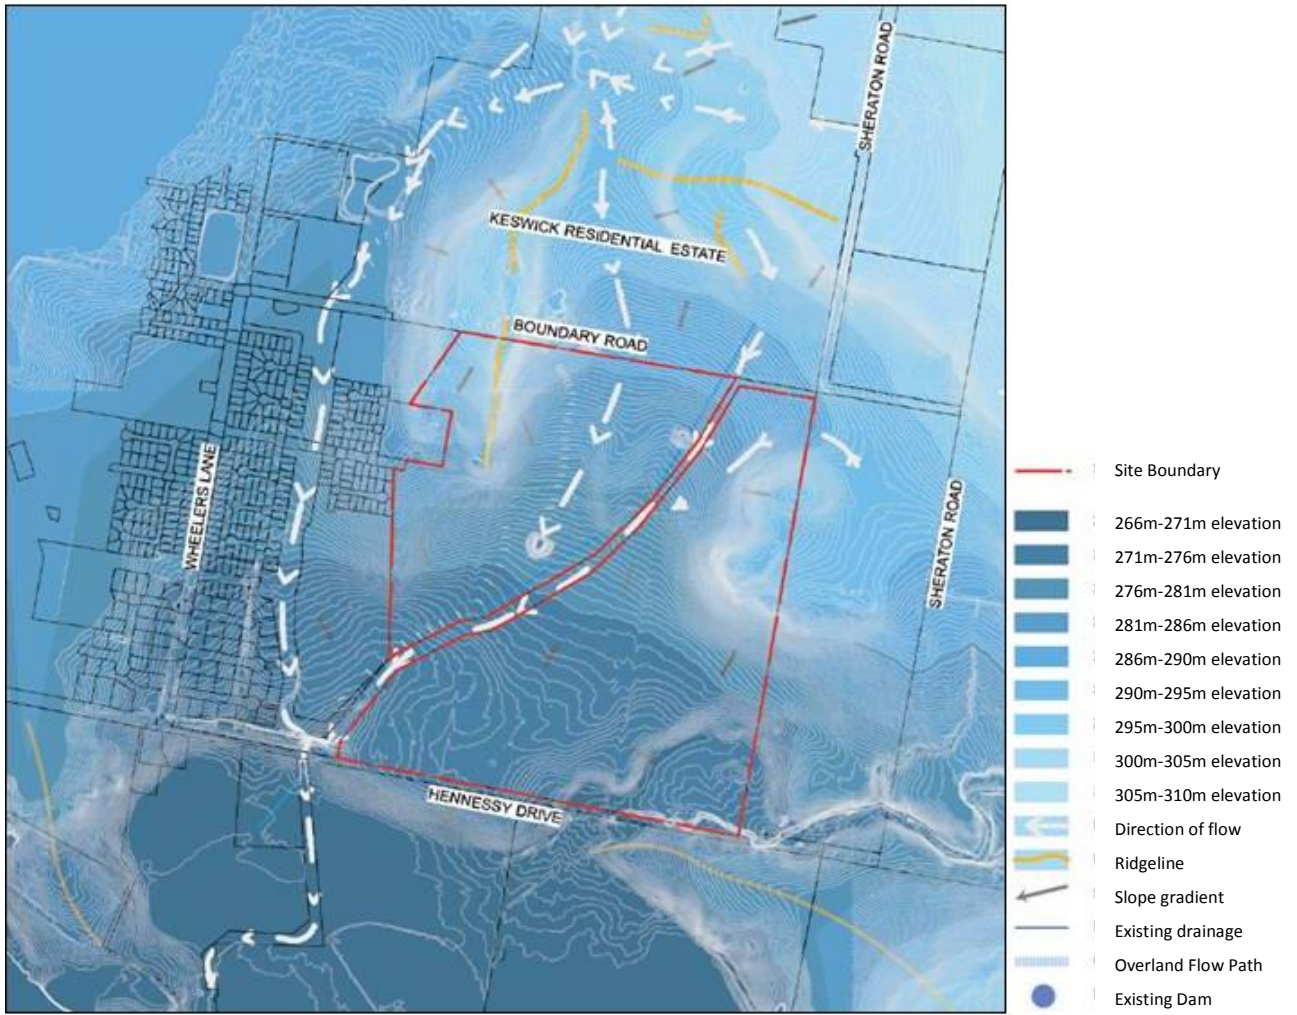 SHERATON ROAD
KESWICK RESIDENTIAL ESTATE
BOUNDARY ROAD
WHEELERS LANE
SHERATON ROAD
HENNESSY DRIVE
Site Boundary
266m-271m elevation
271m-276m elevation
276m-281m elevation
281m-286m elevation
286m-290m elevation
290m-295m elevation
295m-300m elevation
300m-305m elevation
305m-310m elevation
Direction of flow
Ridgeline
Slope gradient
Existing drainage
Overland Flow Path
Existing Dam